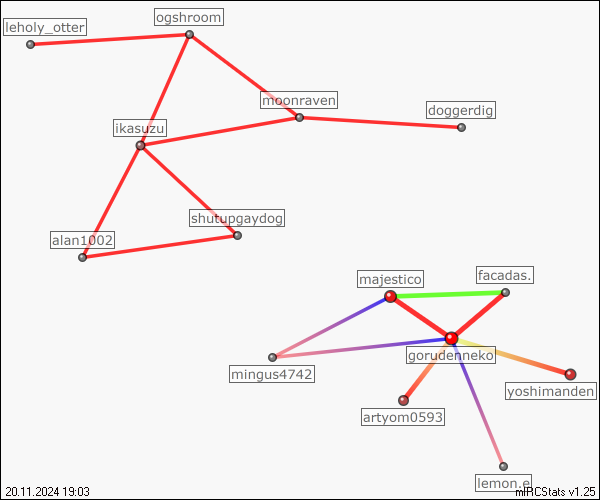 leholy_otter
ogshroom
moonraven
doggerdig
ikasuzu
shutupgaydog
alan1002
majestico
facadas.
gorudenneko
mingus4742
yoshimanden
artyom0593
lemon.e
20.11.2024 19:03
mIRCStats v1.25